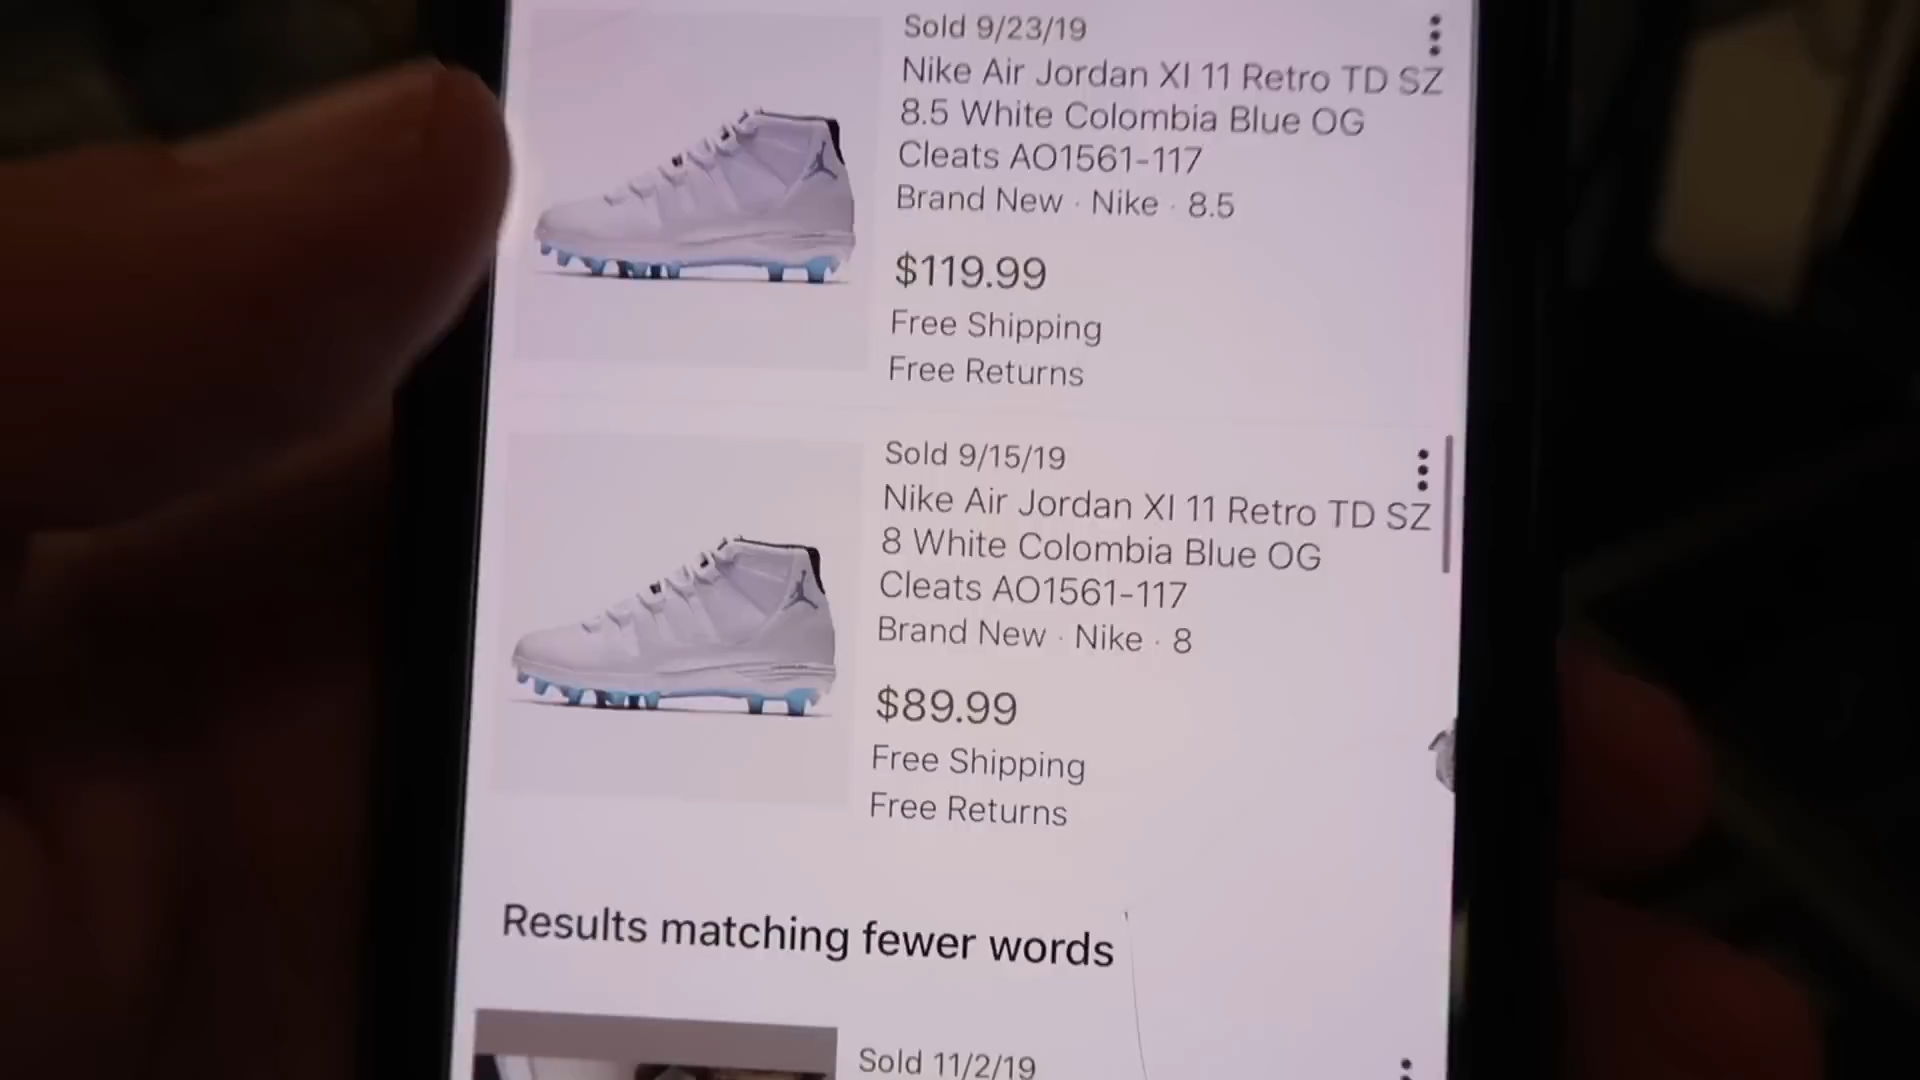 Sold 9/23/19
Nike Air Jordan XI 11 Retro TD SZ
8.5 White Colombia Blue OG
Cleats AO1561-117
Brand New · Nike · 8.5
$119.99
Free Shipping
Free Returns
Sold 9/15/19
Nike Air Jordan XI 11 Retro TD SZ
8 White Colombia Blue OG
Cleats AO1561-117
Brand New · Nike · 8
$89.99
Free Shipping
Free Returns
Results matching fewer words
Sold 11/2/19